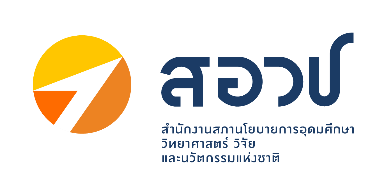 สอวช
สำนักงานสภานโยบายการอุดมศึกษา
วิทยาศาสตร์ วิจัย
และนวัตกรรมแห่งชาติ